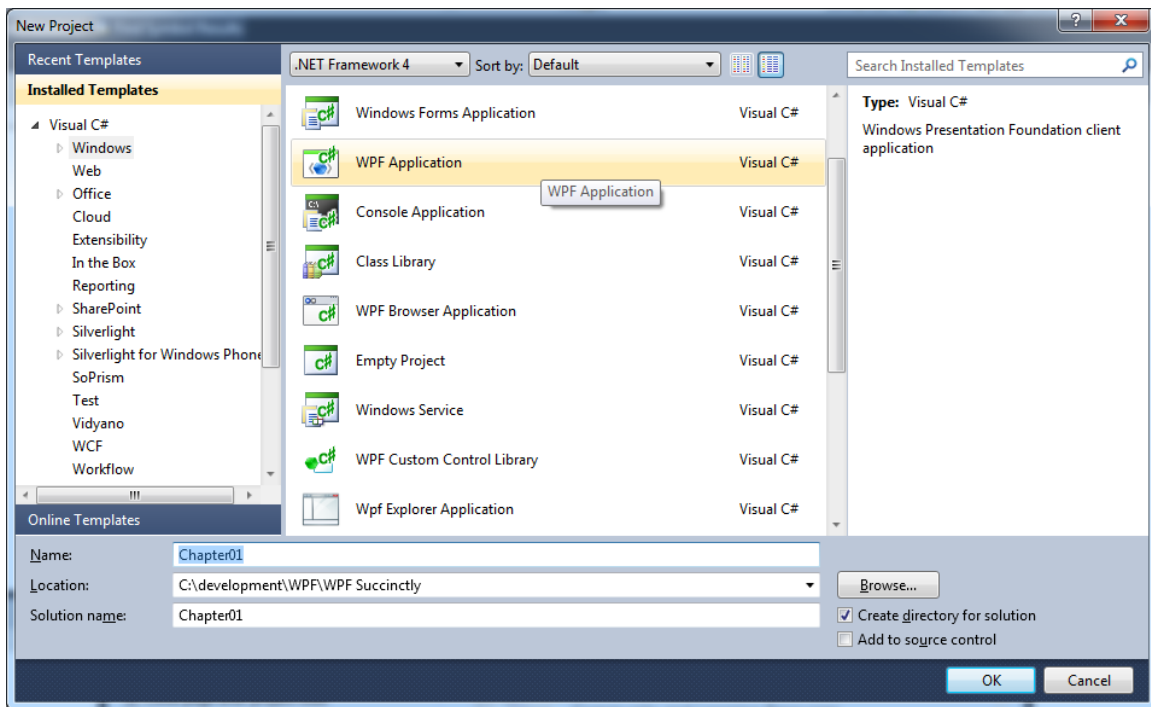 New Project
Recent Templates
Installed Templates
Visual C#
Windows
Web
Office
Cloud
Extensibility
In the Box
Reporting
SharePoint
Silverlight
Silverlight for Windows Phone
SoPrism
Test
Vidyano
WCF
Workflow
Online Templates
.NET Framework 4 Sort by: Default
Windows Forms Application Visual C#
WPF Application Visual C#
WPF Application
Console Application Visual C#
Class Library Visual C#
WPF Browser Application Visual C#
Empty Project Visual C#
Windows Service Visual C#
WPF Custom Control Library Visual C#
Wpf Explorer Application Visual C#
Search Installed Templates
Type: Visual C#
Windows Presentation Foundation client
application
Name: Chapter01
Location: C:\development\WPF\WPF Succinctly Browse...
Solution name: Chapter01
Create directory for solution
Add to source control
OK Cancel